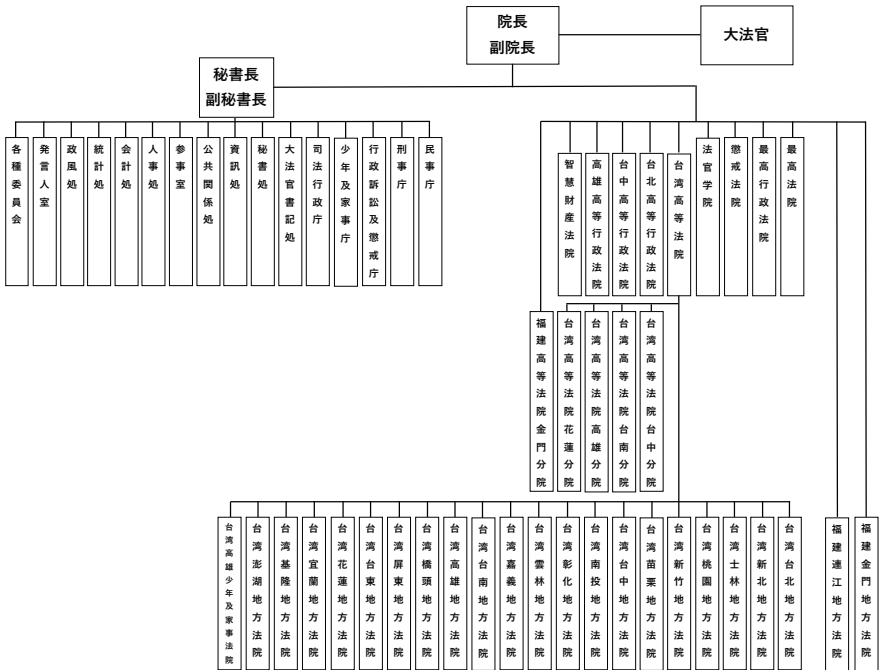 院長
副院長
大法官
秘書長
副秘書長
各種委員会
発言人室
政風処
統計処
会計処
人事処
参事室
公共関係処
資訊処
秘書処
大法官書記処
司法行政庁
少年及家事庁
行政訴訟及懲戒庁
刑事庁
民事庁
智慧財産法院
高雄高等行政法院
台中高等行政法院
台北高等行政法院
台湾高等法院
法官学院
懲戒法院
最高行政法院
最高法院
福建高等法院金門分院
台湾高等法院花蓮分院
台湾高等法院高雄分院
台湾高等法院台南分院
台湾高等法院台中分院
台湾高雄少年及家事法院
台湾澎湖地方法院
台湾基隆地方法院
台湾宜蘭地方法院
台湾花蓮地方法院
台湾台東地方法院
台湾屏東地方法院
台湾橋頭地方法院
台湾高雄地方法院
台湾台南地方法院
台湾嘉義地方法院
台湾雲林地方法院
台湾彰化地方法院
台湾南投地方法院
台湾台中地方法院
台湾苗栗地方法院
台湾新竹地方法院
台湾桃園地方法院
台湾士林地方法院
台湾新北地方法院
台湾台北地方法院
福建連江地方法院
福建金門地方法院